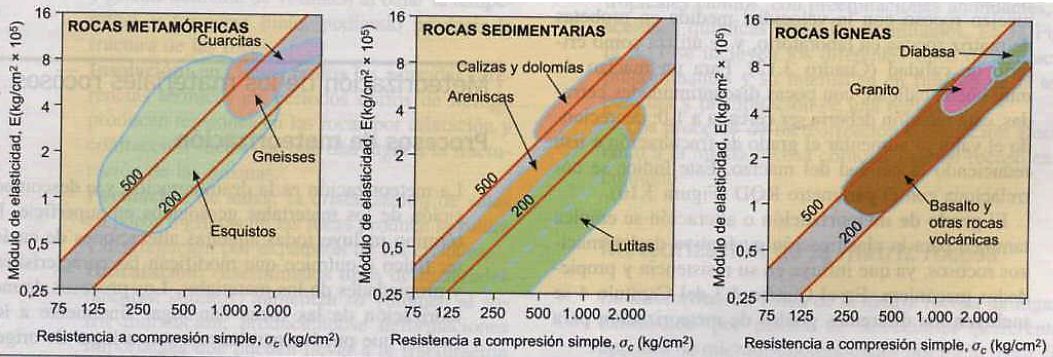 ROCAS METAMÓRFICAS
Cuarcitas
Gneisses
500
200
Esquistos
Módulo de elasticidad, E(kg/cm² × 10⁵)
16
8
4
2
1
0,5
0,25
75 125 250 500 1.000 2.000
Resistencia a compresión simple, σc (kg/cm²)
ROCAS SEDIMENTARIAS
Calizas y dolomías
Areniscas
500
200
Lutitas
Módulo de elasticidad, E(kg/cm² × 10⁵)
16
8
4
2
1
0,5
0,25
75 125 250 500 1.000 2.000
Resistencia a compresión simple, σc (kg/cm²)
ROCAS ÍGNEAS
Diabasa
Granito
500
200
Basalto y
otras rocas
volcánicas
Módulo de elasticidad, E(kg/cm² × 10⁵)
16
8
4
2
1
0,5
0,25
75 125 250 500 1.000 2.000
Resistencia a compresión simple, σc (kg/cm²)